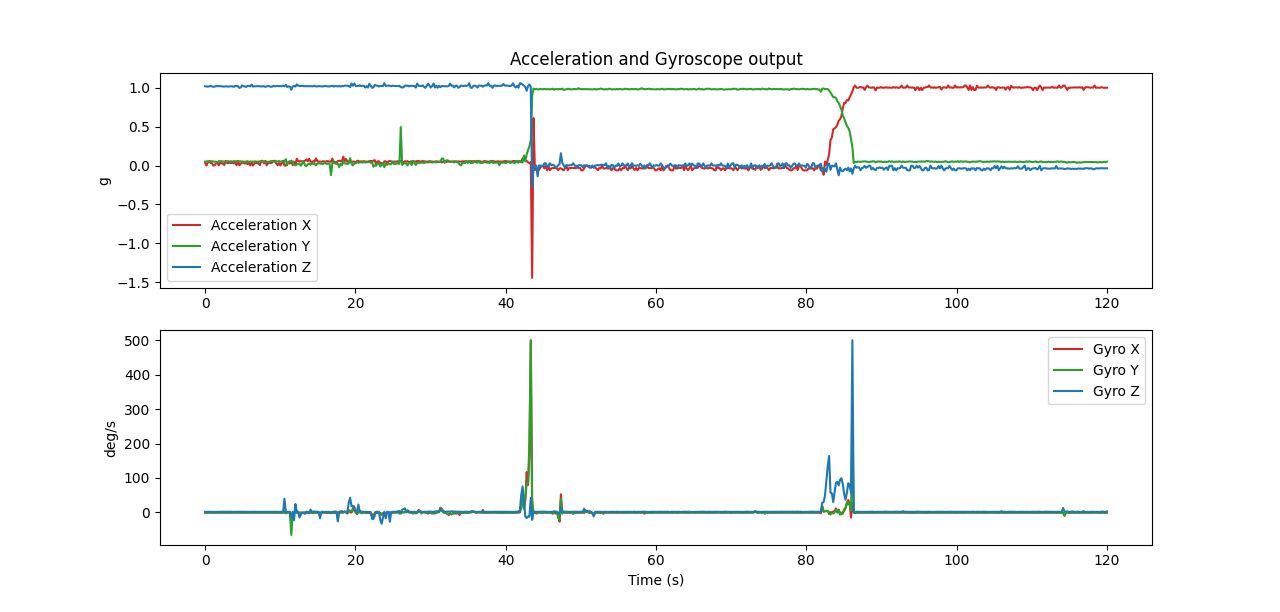 Acceleration and Gyroscope output
1.0
0.5
0.0
−0.5
−1.0
−1.5
g
Acceleration X
Acceleration Y
Acceleration Z
0 20 40 60 80 100 120
500
400
300
200
100
0
deg/s
Gyro X
Gyro Y
Gyro Z
0 20 40 60 80 100 120
Time (s)